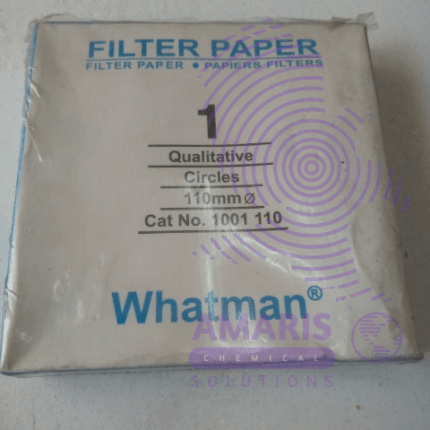 FILTER PAPER
FILTER PAPER • PAPIERS FILTERS
1
Qualitative
Circles
110mm Ø
Cat No. 1001 110
Whatman®
AMARIS
CHEMICAL
SOLUTIONS